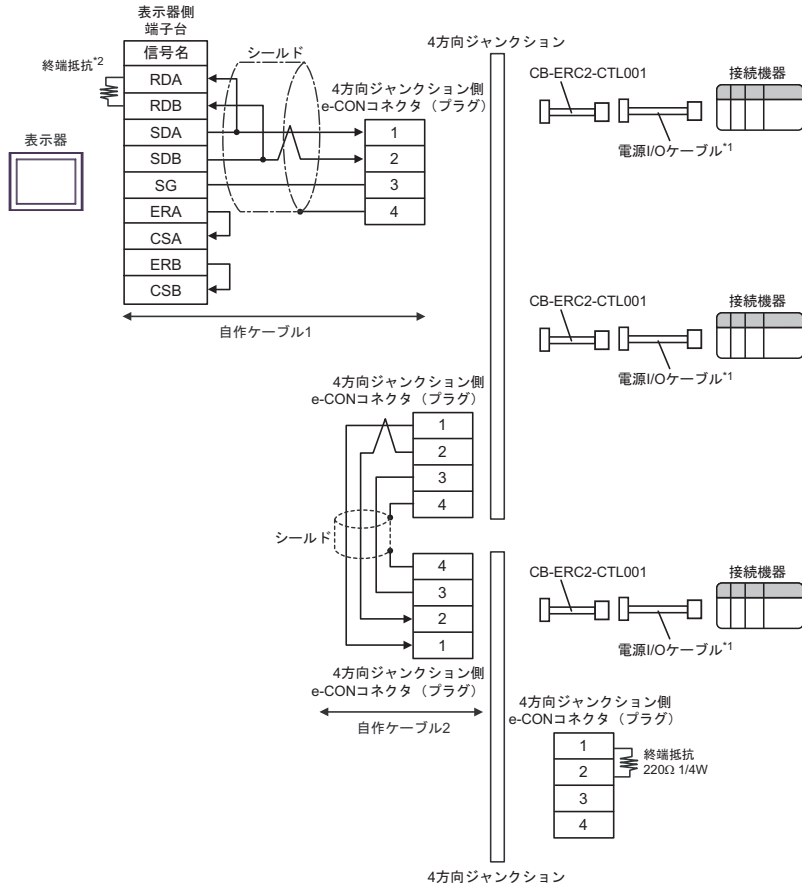 表示器側
端子台
信号名
RDA
RDB
SDA
SDB
SG
ERA
CSA
ERB
CSB
終端抵抗*2
シールド
表示器
4方向ジャンクション側
e-CONコネクタ（プラグ）
1
2
3
4
自作ケーブル1
4方向ジャンクション
CB-ERC2-CTL001
接続機器
電源I/Oケーブル*1
CB-ERC2-CTL001
接続機器
電源I/Oケーブル*1
4方向ジャンクション側
e-CONコネクタ（プラグ）
1
2
3
4
シールド
4
3
2
1
4方向ジャンクション側
e-CONコネクタ（プラグ）
自作ケーブル2
CB-ERC2-CTL001
接続機器
電源I/Oケーブル*1
4方向ジャンクション側
e-CONコネクタ（プラグ）
1
2
3
4
終端抵抗
220Ω 1/4W
4方向ジャンクション